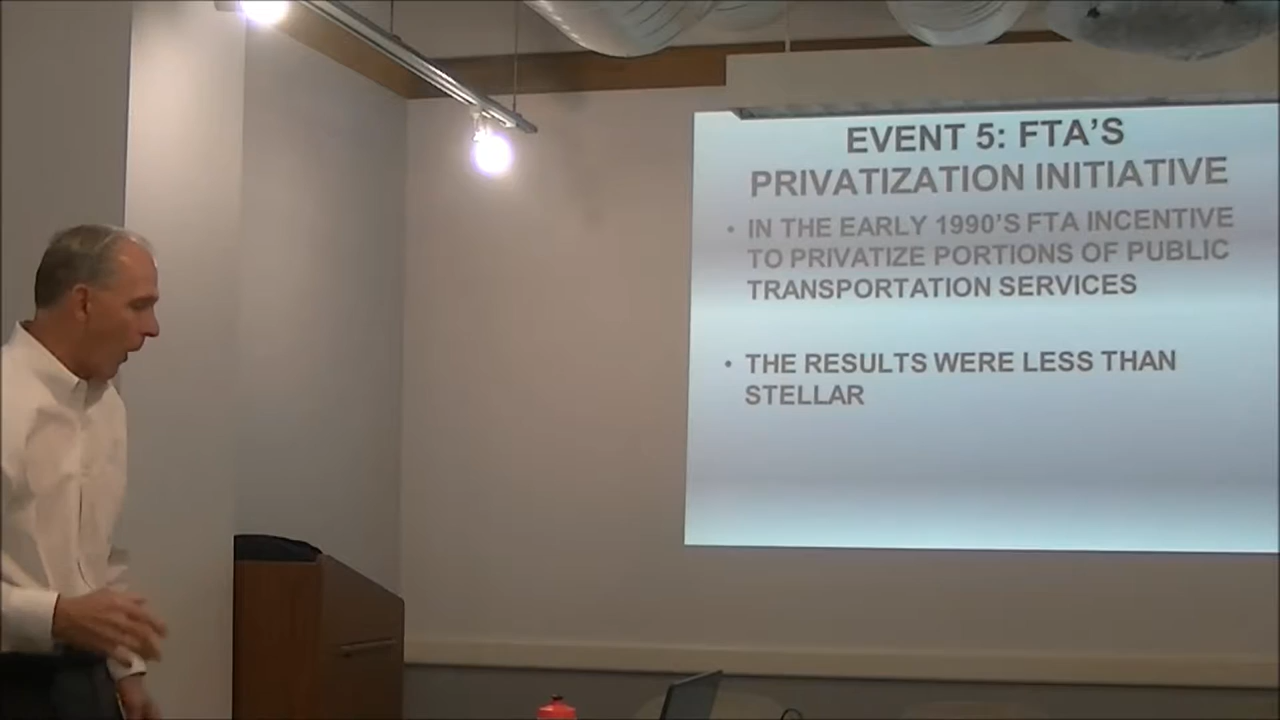 EVENT 5: FTA'S
PRIVATIZATION INITIATIVE
• IN THE EARLY 1990'S FTA INCENTIVE
TO PRIVATIZE PORTIONS OF PUBLIC
TRANSPORTATION SERVICES
• THE RESULTS WERE LESS THAN
STELLAR